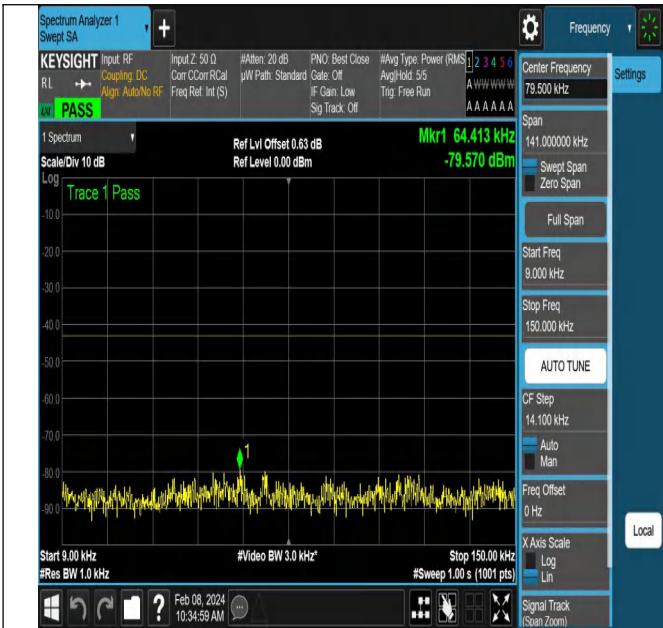 Spectrum Analyzer 1
Swept SA
+
Frequency
KEYSIGHT
Input: RF
Coupling: DC
Align: Auto/No RF
RL
PASS
Input Z: 50 Ω
Corr CCorr RCal
Freq Ref: Int (S)
#Atten: 20 dB
µW Path: Standard
PNO: Best Close
Gate: Off
IF Gain: Low
Sig Track: Off
#Avg Type: Power (RMS
Avg|Hold: 5/5
Trig: Free Run
1 2 3 4 5 6
A W W W W W
A A A A A A
1 Spectrum
Scale/Div 10 dB
Ref Lvl Offset 0.63 dB
Ref Level 0.00 dBm
Mkr1 64.413 kHz
-79.570 dBm
Log
Trace 1 Pass
-10.0
-20.0
-30.0
-40.0
-50.0
-60.0
-70.0
-80.0
-90.0
1
Start 9.00 kHz
#Res BW 1.0 kHz
#Video BW 3.0 kHz*
Stop 150.00 kHz
#Sweep 1.00 s (1001 pts)
?
Feb 08, 2024
10:34:59 AM
Center Frequency
79.500 kHz
Settings
Span
141.000000 kHz
Swept Span
Zero Span
Full Span
Start Freq
9.000 kHz
Stop Freq
150.000 kHz
AUTO TUNE
CF Step
14.100 kHz
Auto
Man
Freq Offset
0 Hz
Local
X Axis Scale
Log
Lin
Signal Track
(Span Zoom)